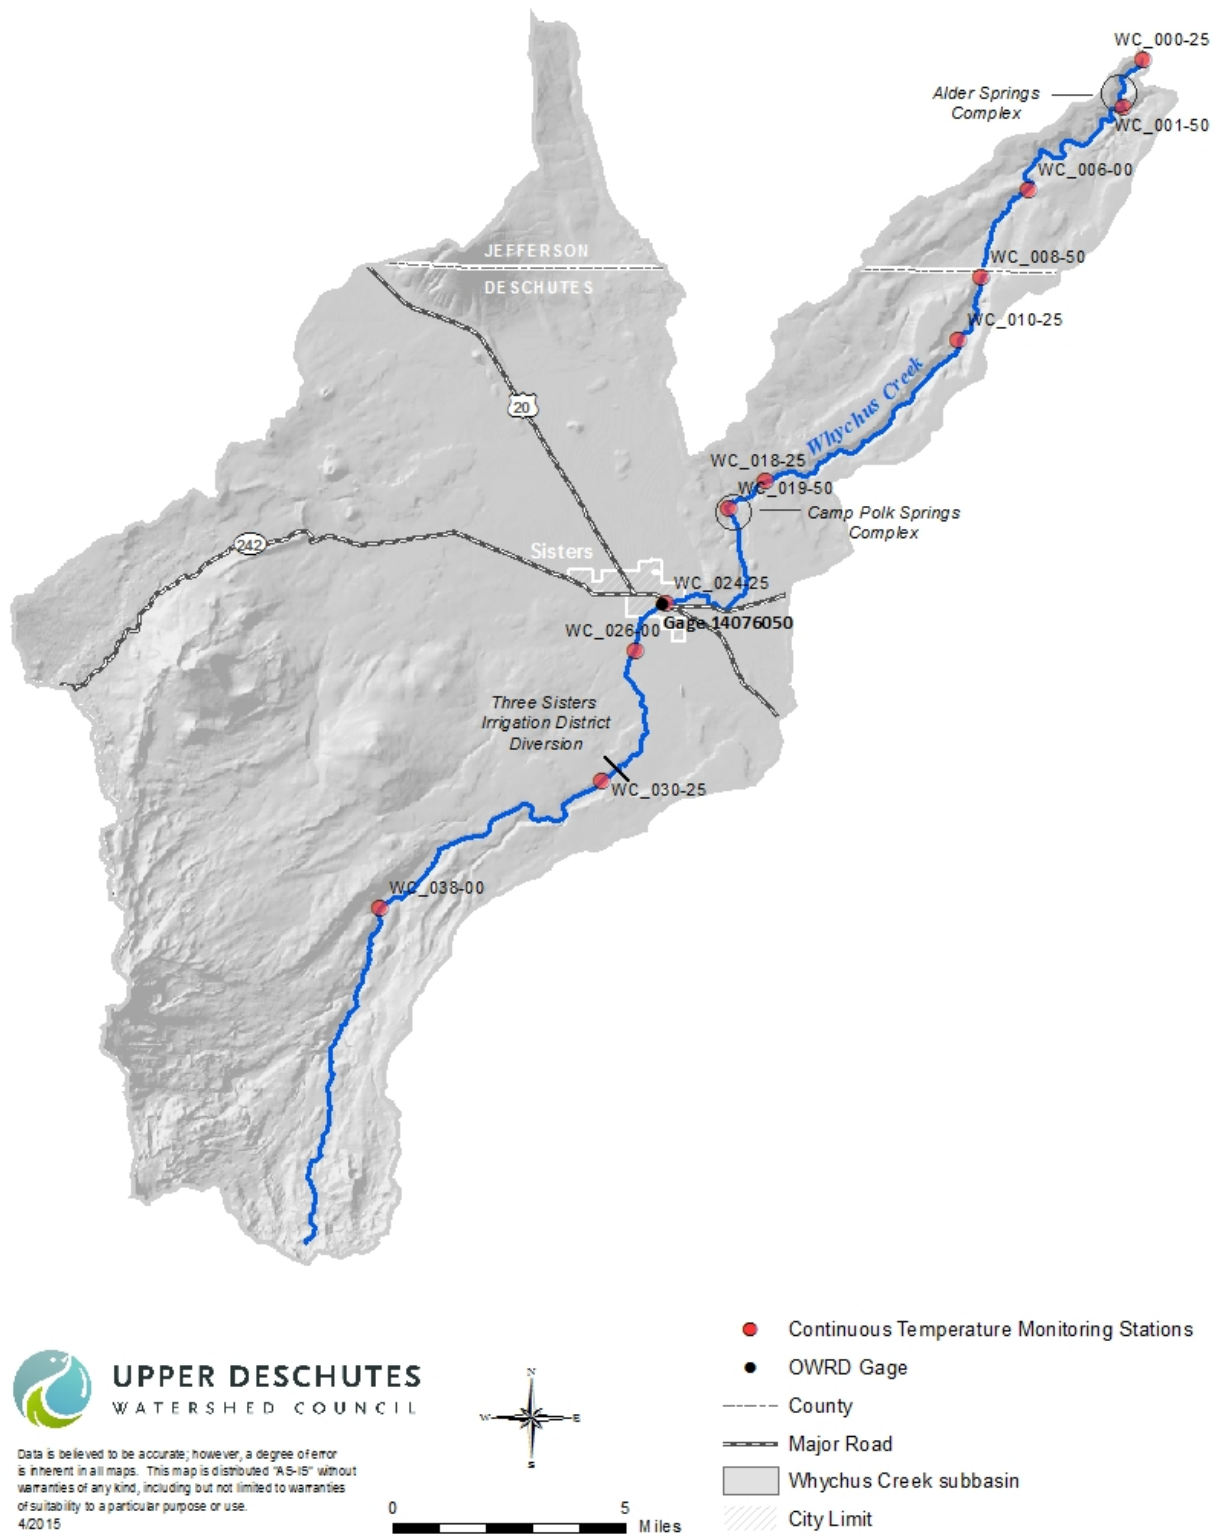 WC_000-25
Alder Springs
Complex
WC_001-50
WC_006-00
JEFFERSON
DESCHUTES
WC_008-50
WC_010-25
20
Whychus Creek
WC_018-25
WC_019-50
Camp Polk Springs
Complex
242
Sisters
WC_024-25
Gage 14076050
WC_026-00
Three Sisters
Irrigation District
Diversion
WC_030-25
WC_038-00
UPPER DESCHUTES
WATERSHED COUNCIL
Data is believed to be accurate; however, a degree of error
is inherent in all maps. This map is distributed "AS-IS" without
warranties of any kind, including but not limited to warranties
of suitability to a particular purpose or use.
4/2015
N
W
E
S
0
5
Miles
Continuous Temperature Monitoring Stations
OWRD Gage
County
Major Road
Whychus Creek subbasin
City Limit